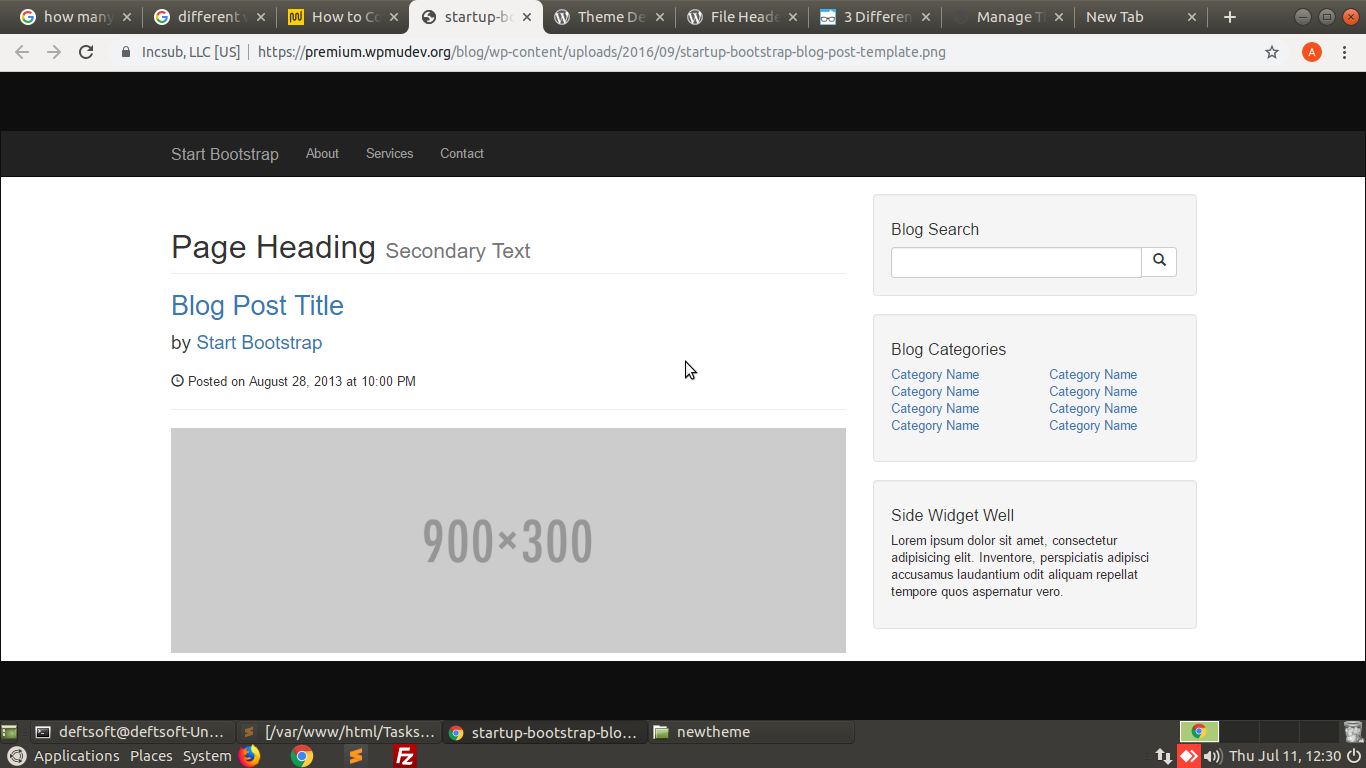 how many
different
How to Co
startup-bo
Theme De
File Heade
3 Differen
Manage Th
New Tab
Incsub, LLC [US]
https://premium.wpmudev.org/blog/wp-content/uploads/2016/09/startup-bootstrap-blog-post-template.png
A
Start Bootstrap About Services Contact
Page Heading Secondary Text
Blog Post Title
by Start Bootstrap
Posted on August 28, 2013 at 10:00 PM
900×300
Blog Search
Blog Categories
Category Name Category Name
Category Name Category Name
Category Name Category Name
Category Name Category Name
Side Widget Well
Lorem ipsum dolor sit amet, consectetur
adipisicing elit. Inventore, perspiciatis adipisci
accusamus laudantium odit aliquam repellat
tempore quos aspernatur vero.
deftsoft@deftsoft-Un...
[/var/www/html/Tasks...
startup-bootstrap-blo...
newtheme
Applications Places System
Fz
Thu Jul 11, 12:30